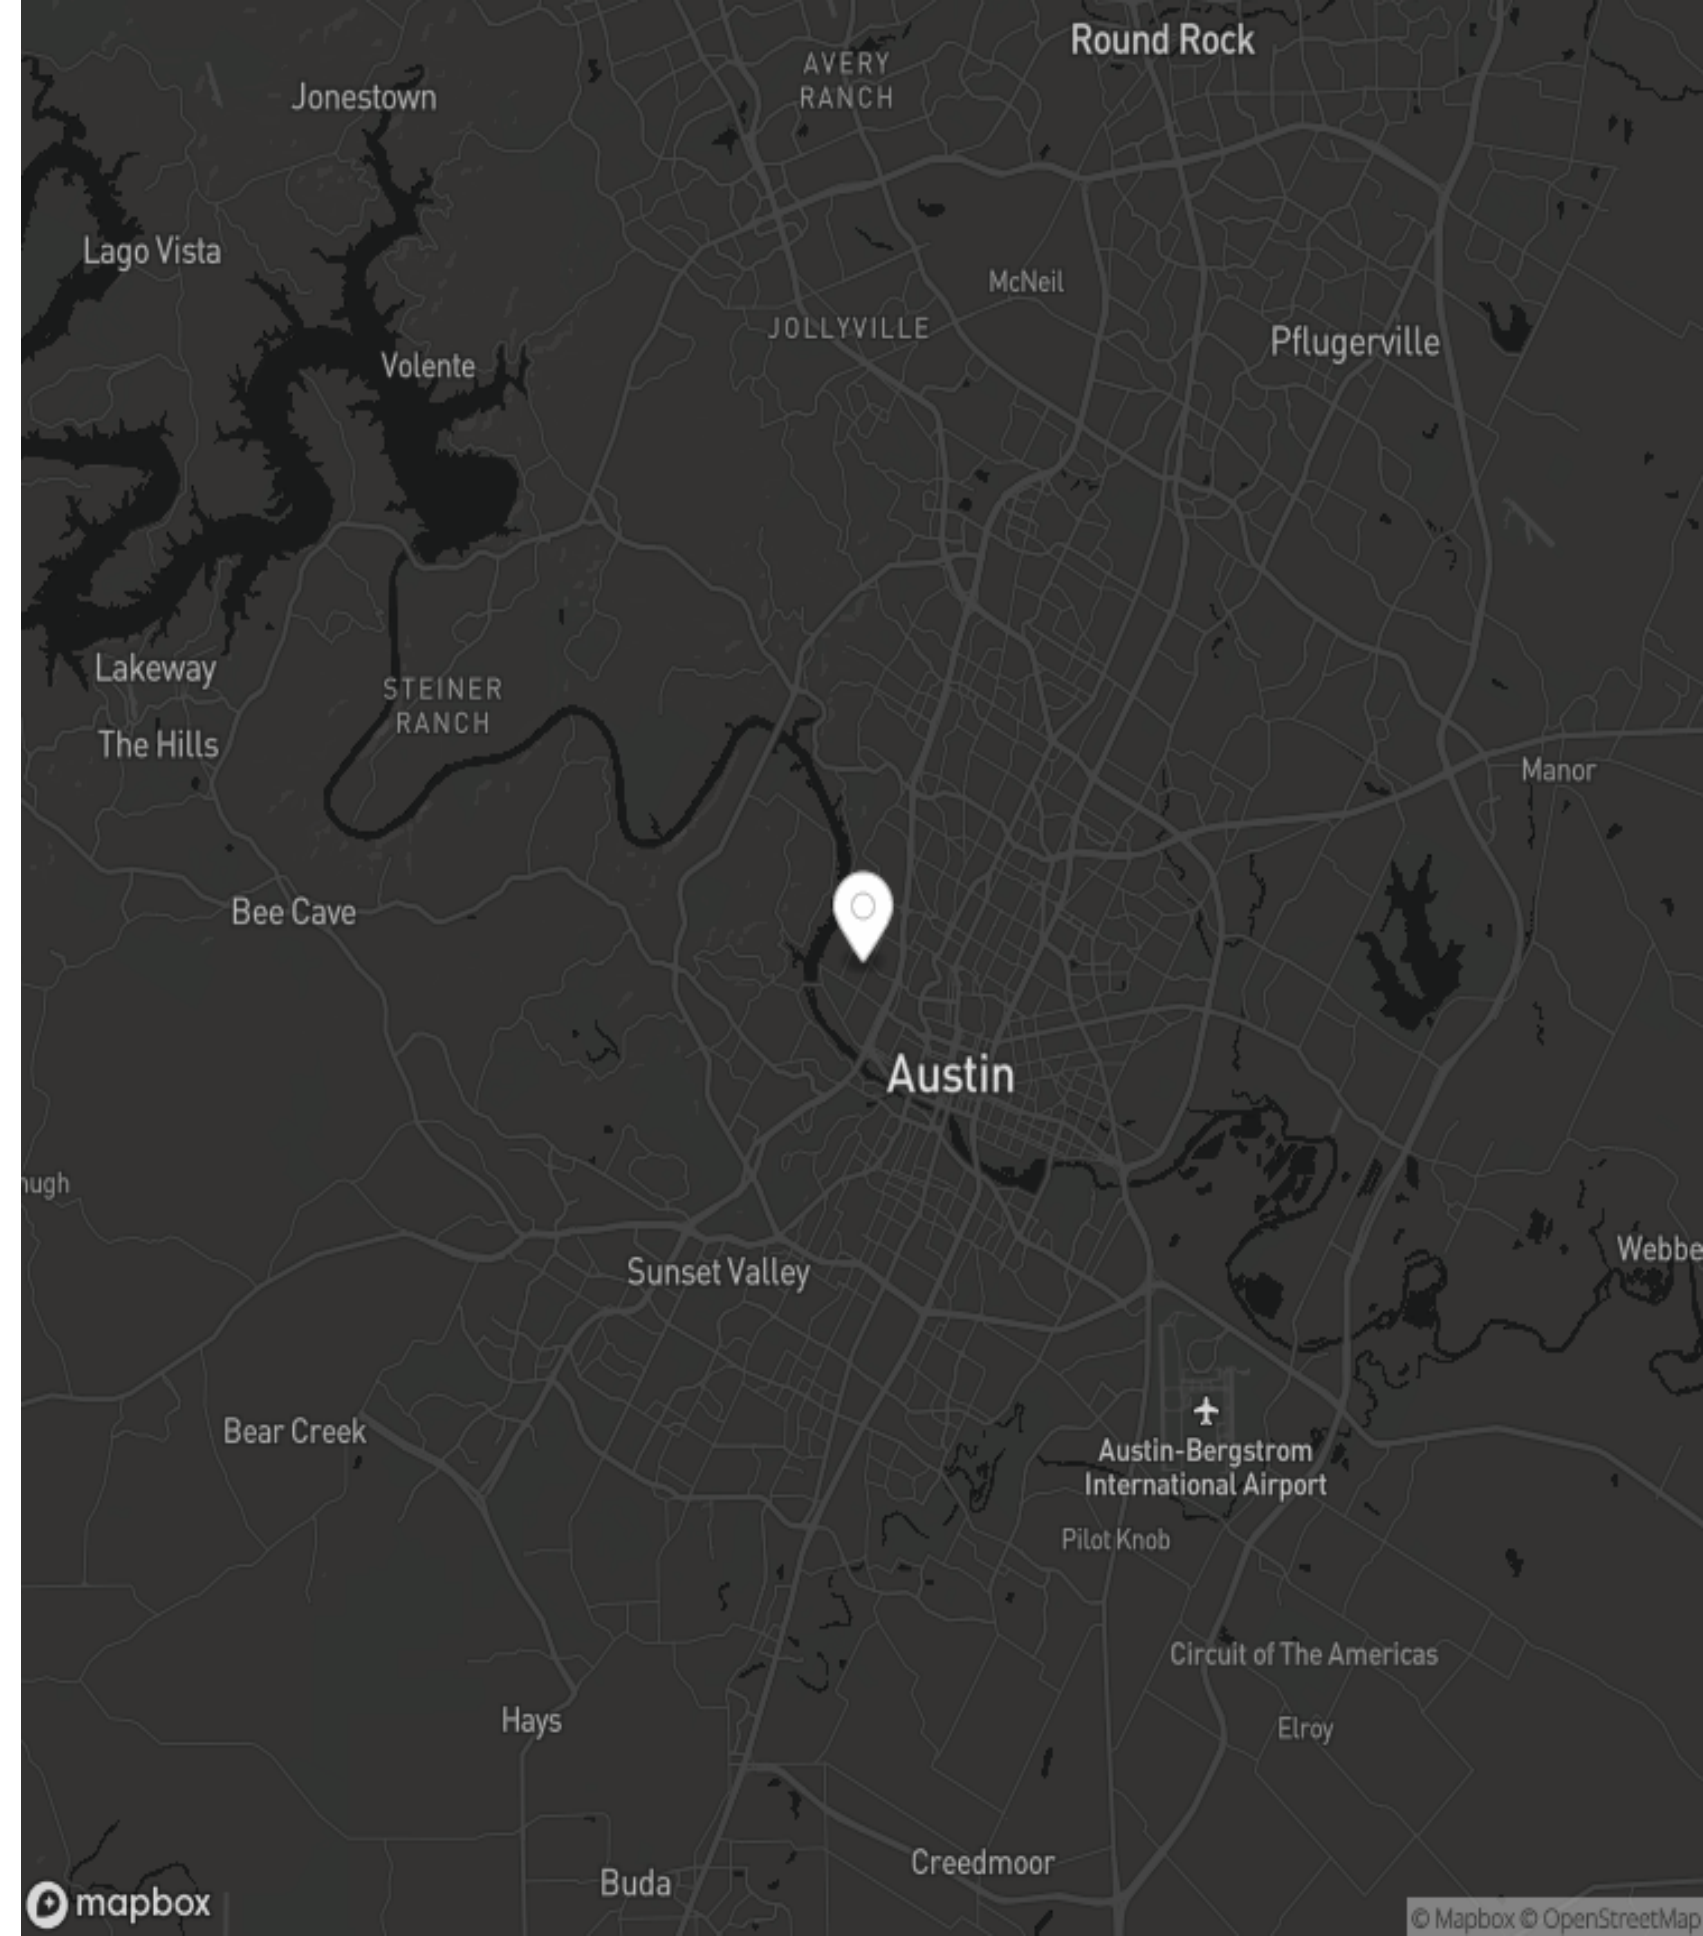 Round Rock
AVERY
RANCH
Jonestown
Lago Vista
McNeil
JOLLYVILLE
Pflugerville
Volente
Lakeway
STEINER
RANCH
The Hills
Manor
Bee Cave
Austin
hugh
Webbe
Sunset Valley
Bear Creek
Austin-Bergstrom
International Airport
Pilot Knob
Circuit of The Americas
Hays
Elroy
Creedmoor
Buda
mapbox
© Mapbox © OpenStreetMap